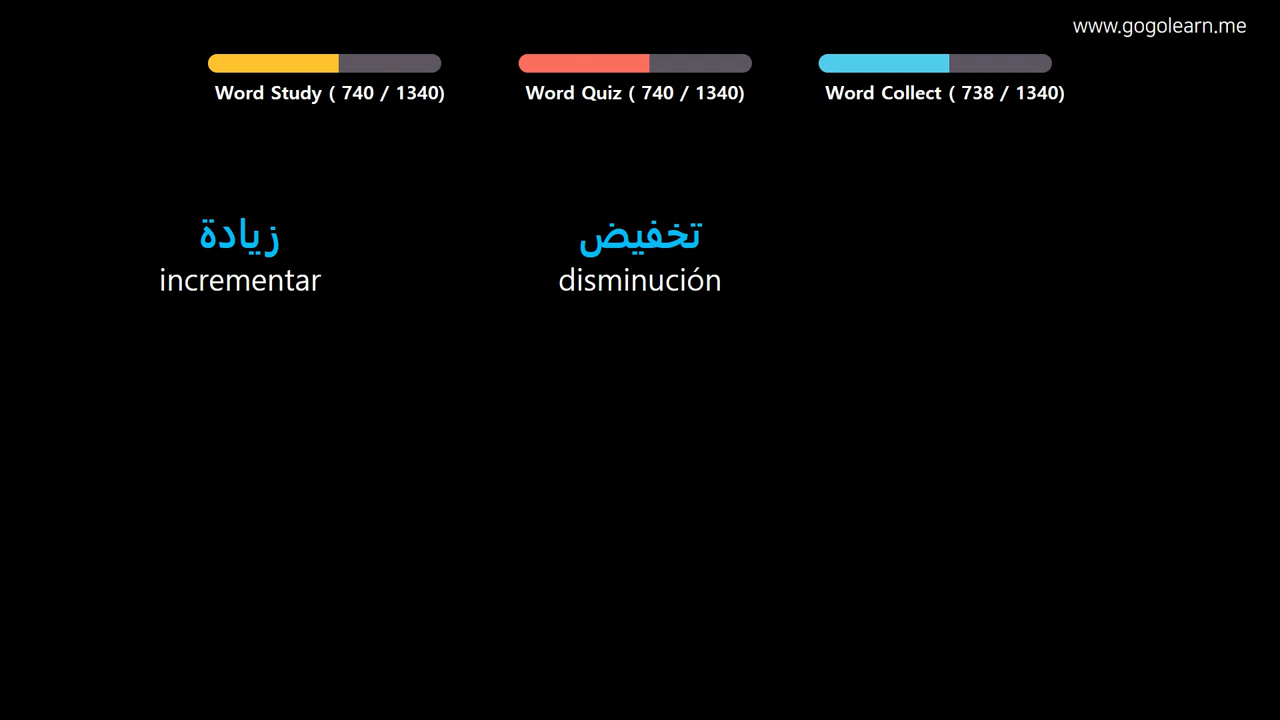 www.gogolearn.me
Word Study ( 740 / 1340)
Word Quiz ( 740 / 1340)
Word Collect ( 738 / 1340)
زيادة
incrementar
تخفيض
disminución